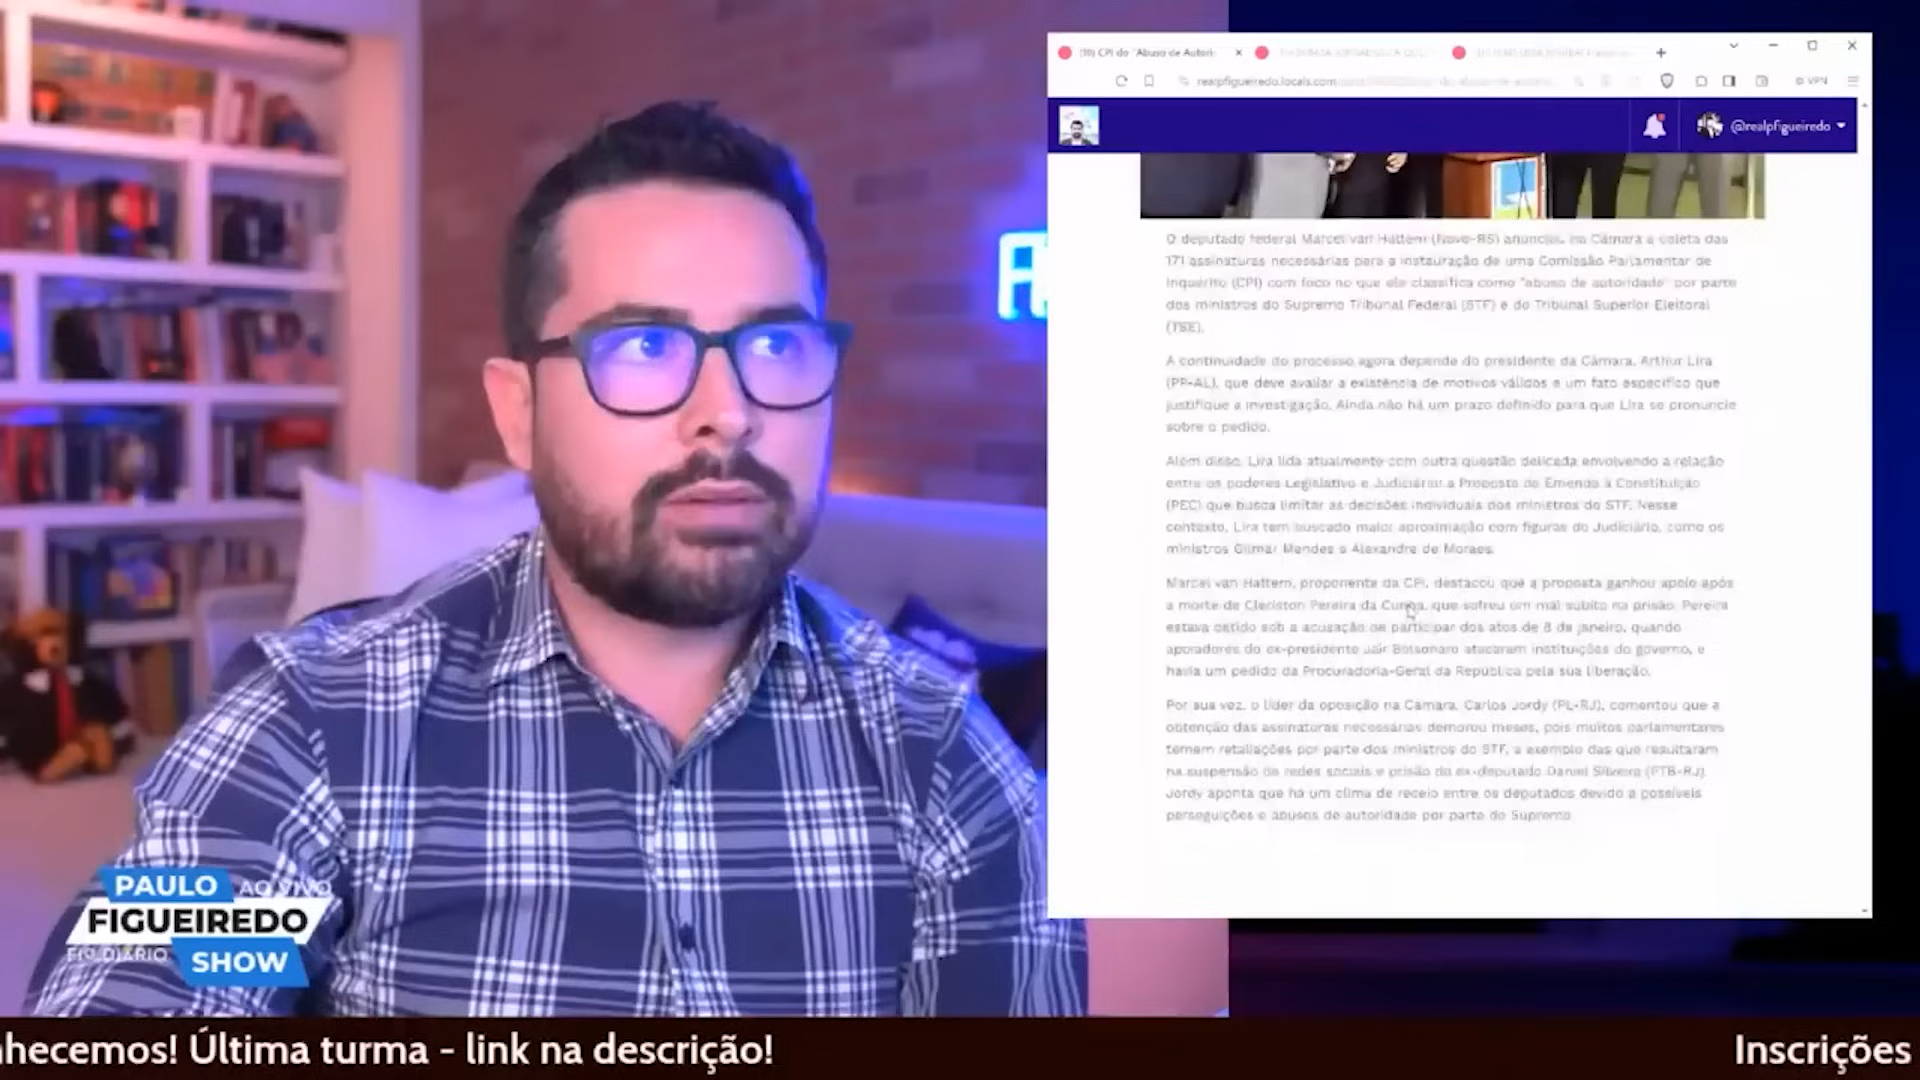 (19) CPI do "Abuso de Autori
realpfigueiredo.locals.com
VPN
@realpfigueiredo
O deputado federal Marcel van Hattem (Novo-RS) anunciou, na Câmara a coleta das
171 assinaturas necessárias para a instauração de uma Comissão Parlamentar de
Inquérito (CPI) com foco no que ele classifica como "abuso de autoridade" por parte
dos ministros do Supremo Tribunal Federal (STF) e do Tribunal Superior Eleitoral
(TSE).
A continuidade do processo agora depende do presidente da Câmara, Arthur Lira
(PP-AL), que deve avaliar a existência de motivos válidos e um fato específico que
justifique a investigação. Ainda não há um prazo definido para que Lira se pronuncie
sobre o pedido.
Além disso, Lira lida atualmente com outra questão delicada envolvendo a relação
entre os poderes Legislativo e Judiciário: a Proposta de Emenda à Constituição
(PEC) que busca limitar as decisões individuais dos ministros do STF. Nesse
contexto, Lira tem buscado maior aproximação com figuras do Judiciário, como os
ministros Gilmar Mendes e Alexandre de Moraes.
Marcel van Hattem, proponente da CPI, destacou que a proposta ganhou apoio após
a morte de Cleriston Pereira da Cunha, que sofreu um mal súbito na prisão. Pereira
estava detido sob a acusação de participar dos atos de 8 de janeiro, quando
apoiadores do ex-presidente Jair Bolsonaro atacaram instituições do governo, e
havia um pedido da Procuradoria-Geral da República pela sua liberação.
Por sua vez, o líder da oposição na Câmara, Carlos Jordy (PL-RJ), comentou que a
obtenção das assinaturas necessárias demorou meses, pois muitos parlamentares
temem retaliações por parte dos ministros do STF, a exemplo das que resultaram
na suspensão de redes sociais e prisão do ex-deputado Daniel Silveira (PTB-RJ).
Jordy aponta que há um clima de receio entre os deputados devido a possíveis
perseguições e abusos de autoridade por parte do Supremo
PAULO
AO VIVO
FIGUEIREDO
DIÁRIO
SHOW
nhecemos! Última turma - link na descrição!
Inscrições